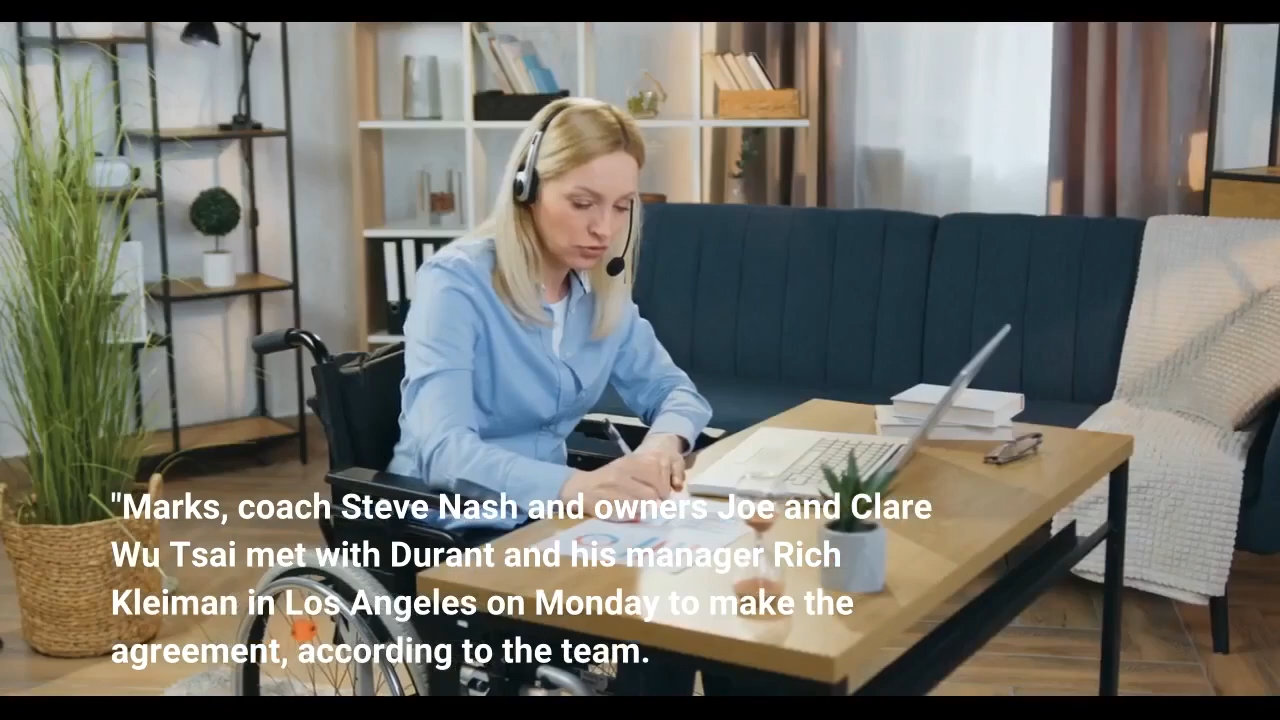 "Marks, coach Steve Nash and owners Joe and Clare
Wu Tsai met with Durant and his manager Rich
Kleiman in Los Angeles on Monday to make the
agreement, according to the team.